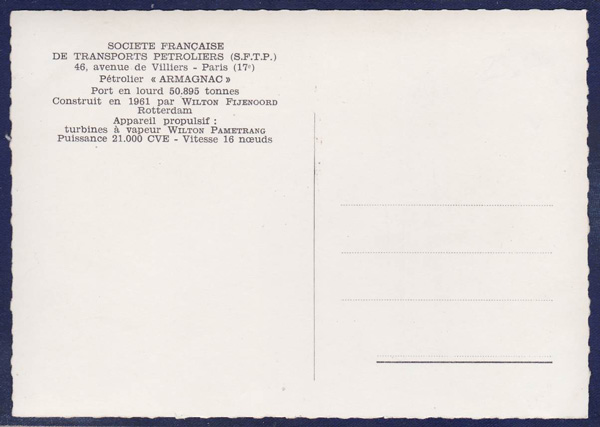 SOCIETE FRANÇAISE
DE TRANSPORTS PETROLIERS (S.F.T.P.)
46, avenue de Villiers - Paris (17e)
Pétrolier « ARMAGNAC »
Port en lourd 50.895 tonnes
Construit en 1961 par WILTON FIJENOORD
Rotterdam
Appareil propulsif :
turbines à vapeur WILTON PAMETRANG
Puissance 21.000 CVE - Vitesse 16 nœuds